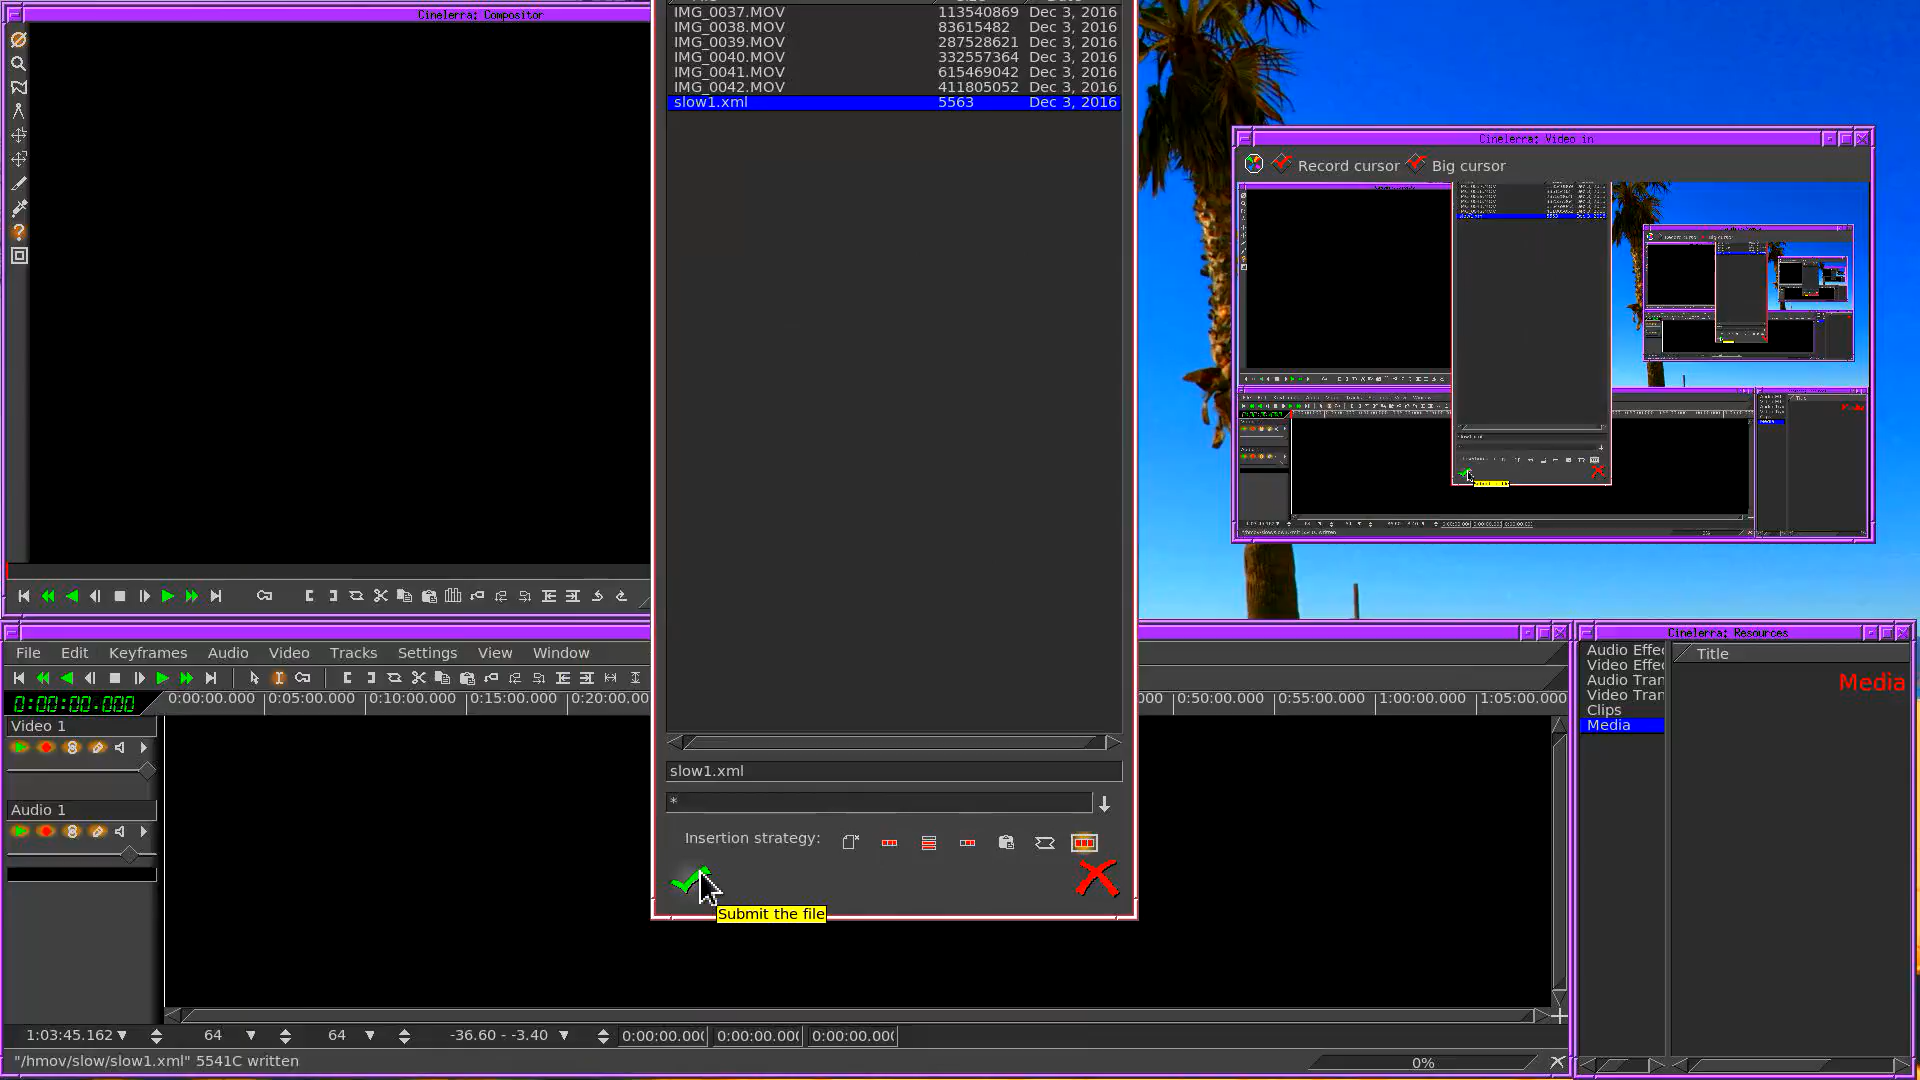 Cinelerra: Compositor
IMG_0037.MOV 113540869 Dec 3, 2016
IMG_0038.MOV 83615482 Dec 3, 2016
IMG_0039.MOV 287528621 Dec 3, 2016
IMG_0040.MOV 332557364 Dec 3, 2016
IMG_0041.MOV 615469042 Dec 3, 2016
IMG_0042.MOV 411805052 Dec 3, 2016
slow1.xml 5563 Dec 3, 2016
Cinelerra: Video in
Record cursor Big cursor
slow1.xml
*
Insertion strategy:
Submit the file
File Edit Keyframes Audio Video Tracks Settings View Window
0:00:00.000
0:00:00.000 0:05:00.000 0:10:00.000 0:15:00.000 0:20:00.0 00 0:50:00.000 0:55:00.000 1:00:00.000 1:05:00.000
Video 1
Audio 1
1:03:45.162 64 64 -36.60 - -3.40 0:00:00.00 0:00:00.00 0:00:00.00
"/hmov/slow/slow1.xml" 5541C written
0%
Cinelerra: Resources
Audio Effec
Video Effec
Audio Tran
Video Tran
Clips
Media
Title
Media